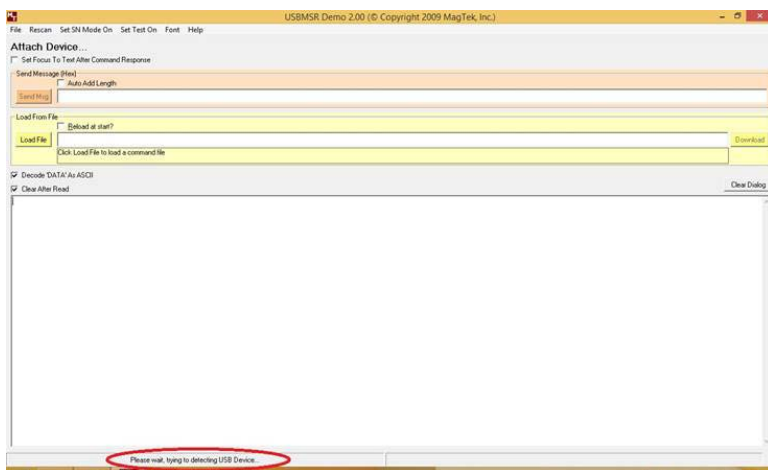 USBMSR Demo 2.00 (© Copyright 2009 MagTek, Inc.)
File Rescan Set SN Mode On Set Test On Font Help
Attach Device...
Set Focus To Text After Command Response
Send Message (Hex)
Auto Add Length
Send Msg
Load From File
Reload at start?
Load File
Download
Click Load File to load a command file
Decode 'DATA' As ASCII
Clear After Read
Clear Dialog
Please wait, trying to detecting USB Device...